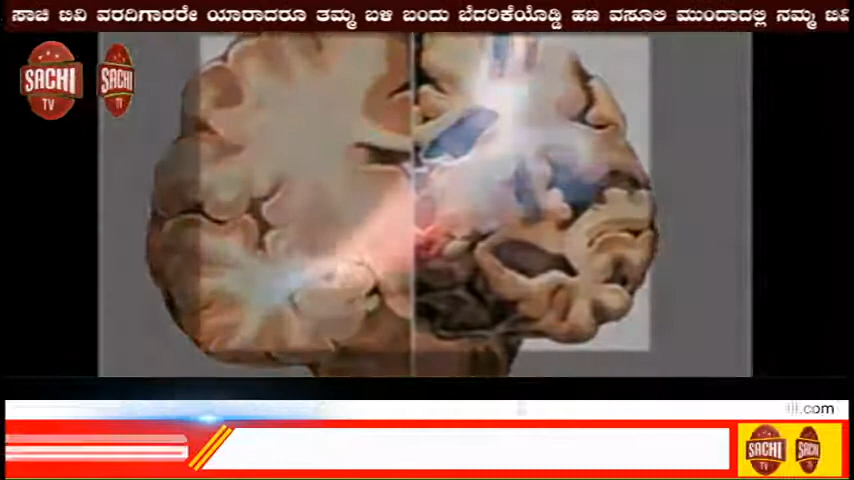 ಸಾಚಿ ಟಿವಿ ವರದಿಗಾರರೇ ಯಾರಾದರೂ ತಮ್ಮ ಬಳಿ ಬಂದು ಬೆದರಿಕೆಯೊಡ್ಡಿ ಹಣ ವಸೂಲಿ ಮುಂದಾದಲ್ಲಿ ನಮ್ಮ
SACHI TV SACHI TV
.com
SACHI TV SACHI TV